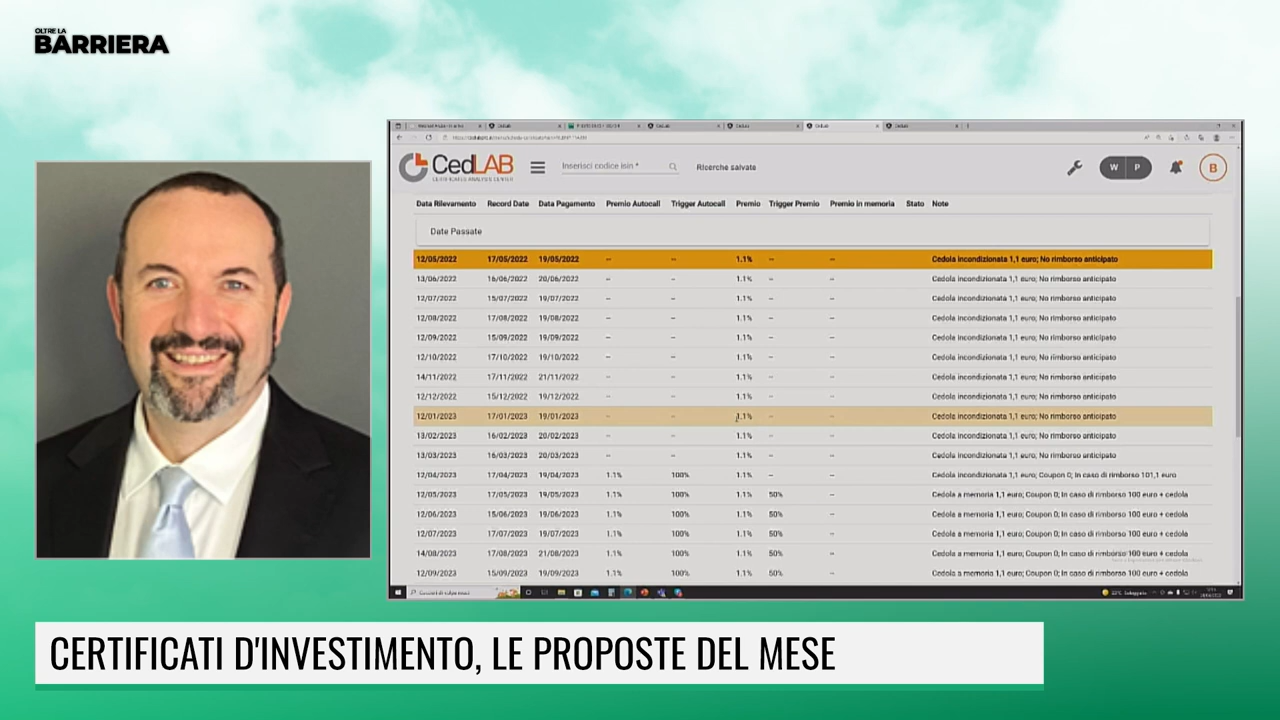 OLTRE LA
BARRIERA
CedLAB
CERTIFICATES ANALYSIS CENTER
Inserisci codice isin *
Ricerche salvate
W P
B
Data Rilevamento Record Date Data Pagamento Premio Autocall Trigger Autocall Premio Trigger Premio Premio in memoria Stato Note
Date Passate
12/05/2022 17/05/2022 19/05/2022 -- -- 1.1% -- -- Cedola incondizionata 1,1 euro; No rimborso anticipato
13/06/2022 16/06/2022 20/06/2022 -- -- 1.1% -- -- Cedola incondizionata 1,1 euro; No rimborso anticipato
12/07/2022 15/07/2022 19/07/2022 -- -- 1.1% -- -- Cedola incondizionata 1,1 euro; No rimborso anticipato
12/08/2022 17/08/2022 19/08/2022 -- -- 1.1% -- -- Cedola incondizionata 1,1 euro; No rimborso anticipato
12/09/2022 15/09/2022 19/09/2022 -- -- 1.1% -- -- Cedola incondizionata 1,1 euro; No rimborso anticipato
12/10/2022 17/10/2022 19/10/2022 -- -- 1.1% -- -- Cedola incondizionata 1,1 euro; No rimborso anticipato
14/11/2022 17/11/2022 21/11/2022 -- -- 1.1% -- -- Cedola incondizionata 1,1 euro; No rimborso anticipato
12/12/2022 15/12/2022 19/12/2022 -- -- 1.1% -- -- Cedola incondizionata 1,1 euro; No rimborso anticipato
12/01/2023 17/01/2023 19/01/2023 -- -- 1.1% -- -- Cedola incondizionata 1,1 euro; No rimborso anticipato
13/02/2023 16/02/2023 20/02/2023 -- -- 1.1% -- -- Cedola incondizionata 1,1 euro; No rimborso anticipato
13/03/2023 16/03/2023 20/03/2023 -- -- 1.1% -- -- Cedola incondizionata 1,1 euro; No rimborso anticipato
12/04/2023 17/04/2023 19/04/2023 1.1% 100% 1.1% -- -- Cedola incondizionata 1,1 euro; Coupon 0; In caso di rimborso 101,1 euro
12/05/2023 17/05/2023 19/05/2023 1.1% 100% 1.1% 50% -- Cedola a memoria 1,1 euro; Coupon 0; In caso di rimborso 100 euro + cedola
12/06/2023 15/06/2023 19/06/2023 1.1% 100% 1.1% 50% -- Cedola a memoria 1,1 euro; Coupon 0; In caso di rimborso 100 euro + cedola
12/07/2023 17/07/2023 19/07/2023 1.1% 100% 1.1% 50% -- Cedola a memoria 1,1 euro; Coupon 0; In caso di rimborso 100 euro + cedola
14/08/2023 17/08/2023 21/08/2023 1.1% 100% 1.1% 50% -- Cedola a memoria 1,1 euro; Coupon 0; In caso di rimborso 100 euro + cedola
12/09/2023 15/09/2023 19/09/2023 1.1% 100% 1.1% 50% -- Cedola a memoria 1,1 euro; Coupon 0; In caso di rimborso 100 euro + cedola
CERTIFICATI D'INVESTIMENTO, LE PROPOSTE DEL MESE